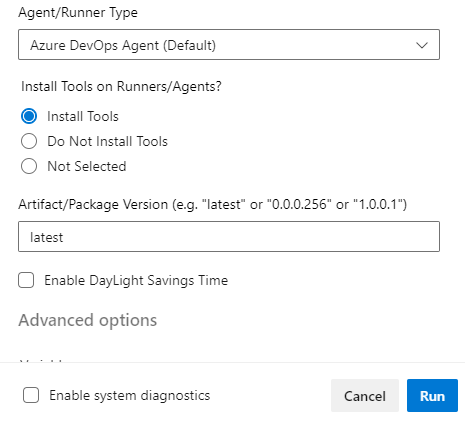 Agent/Runner Type
Azure DevOps Agent (Default)
Install Tools on Runners/Agents?
Install Tools
Do Not Install Tools
Not Selected
Artifact/Package Version (e.g. "latest" or "0.0.0.256" or "1.0.0.1")
latest
Enable DayLight Savings Time
Advanced options
Enable system diagnostics
Cancel
Run